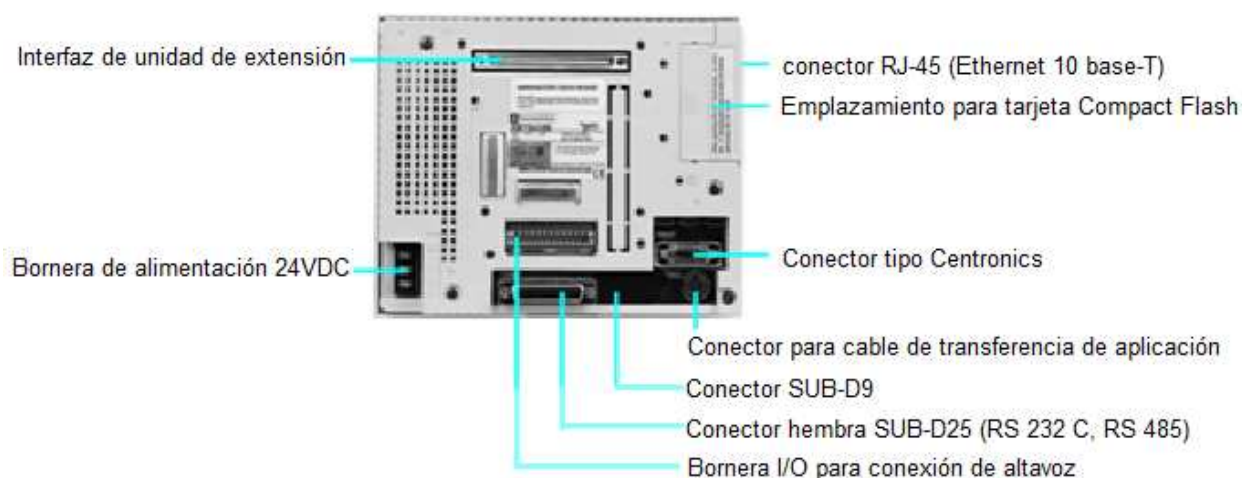 Interfaz de unidad de extensión
conector RJ-45 (Ethernet 10 base-T)
Emplazamiento para tarjeta Compact Flash
Bornera de alimentación 24VDC
Conector tipo Centronics
Conector para cable de transferencia de aplicación
Conector SUB-D9
Conector hembra SUB-D25 (RS 232 C, RS 485)
Bornera I/O para conexión de altavoz